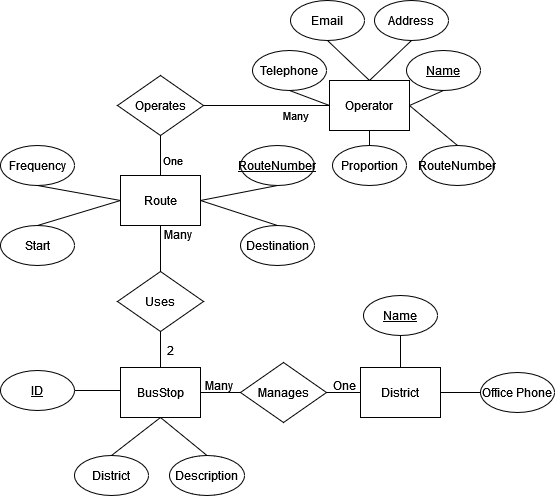 Email
Address
Telephone
Name
Operates
Many
Operator
One
Frequency
RouteNumber
Proportion
RouteNumber
Route
Start
Many
Destination
Uses
2
Name
ID
BusStop
Many
Manages
One
District
Office Phone
District
Description